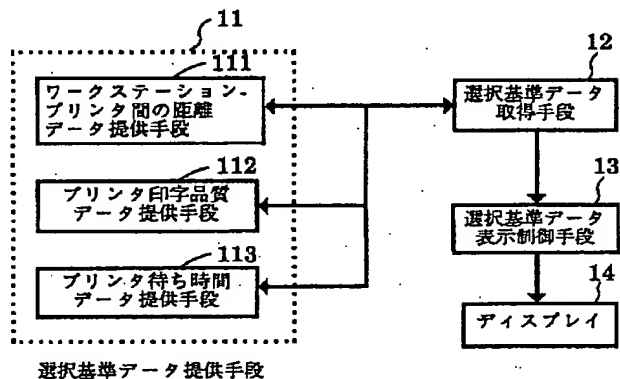 11
111
ワークステーション、
プリンタ間の距離
データ提供手段
112
プリンタ印字品質
データ提供手段
113
プリンタ待ち時間
データ提供手段
選択基準データ提供手段
12
選択基準データ
取得手段
13
選択基準データ
表示制御手段
14
ディスプレイ